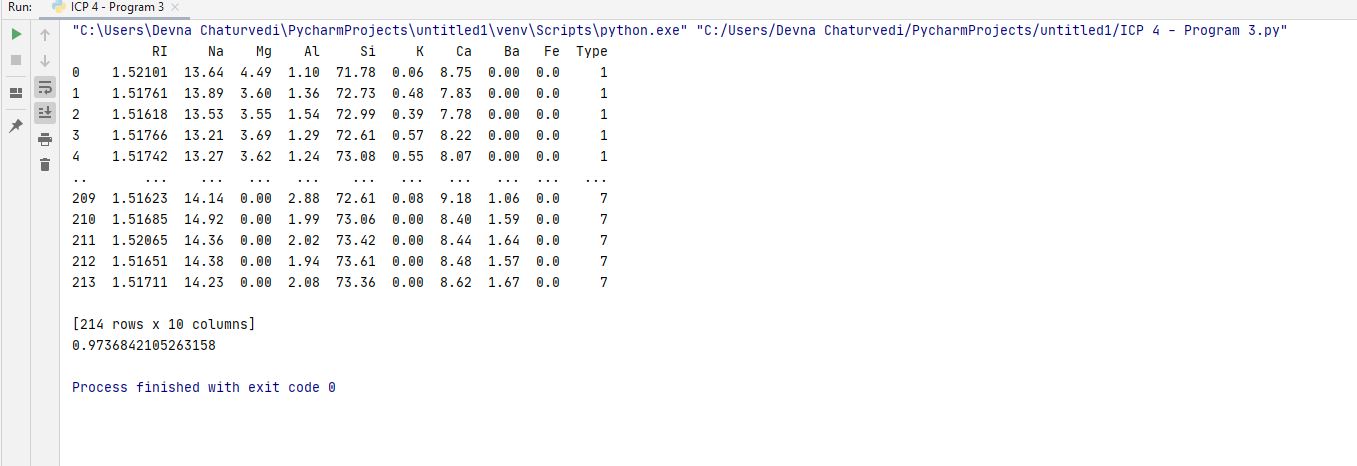 Run: ICP 4 - Program 3
"C:\Users\Devna Chaturvedi\PycharmProjects\untitled1\venv\Scripts\python.exe" "C:/Users/Devna Chaturvedi/PycharmProjects/untitled1/ICP 4 - Program 3.py"
RI Na Mg Al Si K Ca Ba Fe Type
0 1.52101 13.64 4.49 1.10 71.78 0.06 8.75 0.00 0.0 1
1 1.51761 13.89 3.60 1.36 72.73 0.48 7.83 0.00 0.0 1
2 1.51618 13.53 3.55 1.54 72.99 0.39 7.78 0.00 0.0 1
3 1.51766 13.21 3.69 1.29 72.61 0.57 8.22 0.00 0.0 1
4 1.51742 13.27 3.62 1.24 73.08 0.55 8.07 0.00 0.0 1
.. ... ... ... ... ... ... ... ... ... ...
209 1.51623 14.14 0.00 2.88 72.61 0.08 9.18 1.06 0.0 7
210 1.51685 14.92 0.00 1.99 73.06 0.00 8.40 1.59 0.0 7
211 1.52065 14.36 0.00 2.02 73.42 0.00 8.44 1.64 0.0 7
212 1.51651 14.38 0.00 1.94 73.61 0.00 8.48 1.57 0.0 7
213 1.51711 14.23 0.00 2.08 73.36 0.00 8.62 1.67 0.0 7
[214 rows x 10 columns]
0.9736842105263158
Process finished with exit code 0